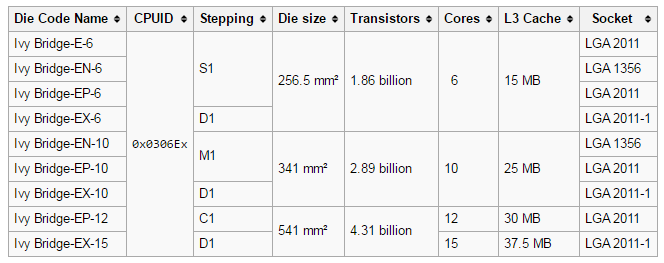 Die Code Name CPUID Stepping Die size Transistors Cores L3 Cache Socket
Ivy Bridge-E-6 0x0306Ex S1 256.5 mm² 1.86 billion 6 15 MB LGA 2011
Ivy Bridge-EN-6 LGA 1356
Ivy Bridge-EP-6 LGA 2011
Ivy Bridge-EX-6 D1 LGA 2011-1
Ivy Bridge-EN-10 M1 341 mm² 2.89 billion 10 25 MB LGA 1356
Ivy Bridge-EP-10 LGA 2011
Ivy Bridge-EX-10 D1 LGA 2011-1
Ivy Bridge-EP-12 C1 541 mm² 4.31 billion 12 30 MB LGA 2011
Ivy Bridge-EX-15 D1 15 37.5 MB LGA 2011-1